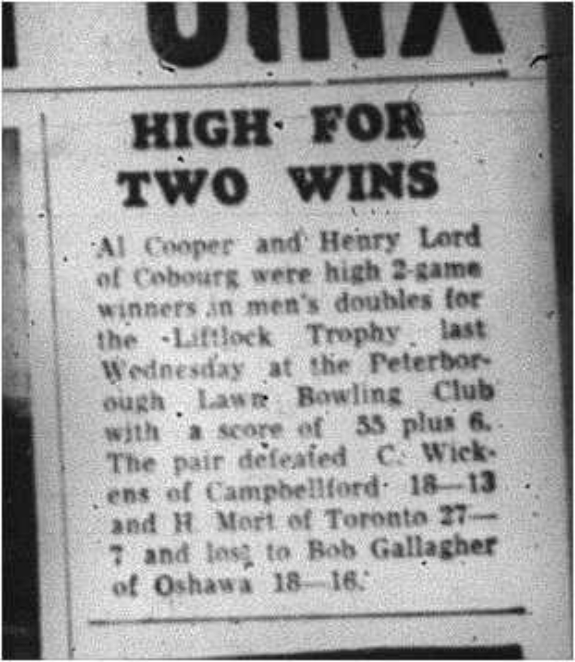 HIGH FOR
TWO WINS
Al Cooper and Henry Lord
of Cobourg were high 2-game
winners in men's doubles for
the Liftlock Trophy last
Wednesday at the Peterbor-
ough Lawn Bowling Club
with a score of 55 plus 6.
The pair defeated C. Wick-
ens of Campbellford 18—13
and H. Mort of Toronto 27—
7 and lost to Bob Gallagher
of Oshawa 18—16.